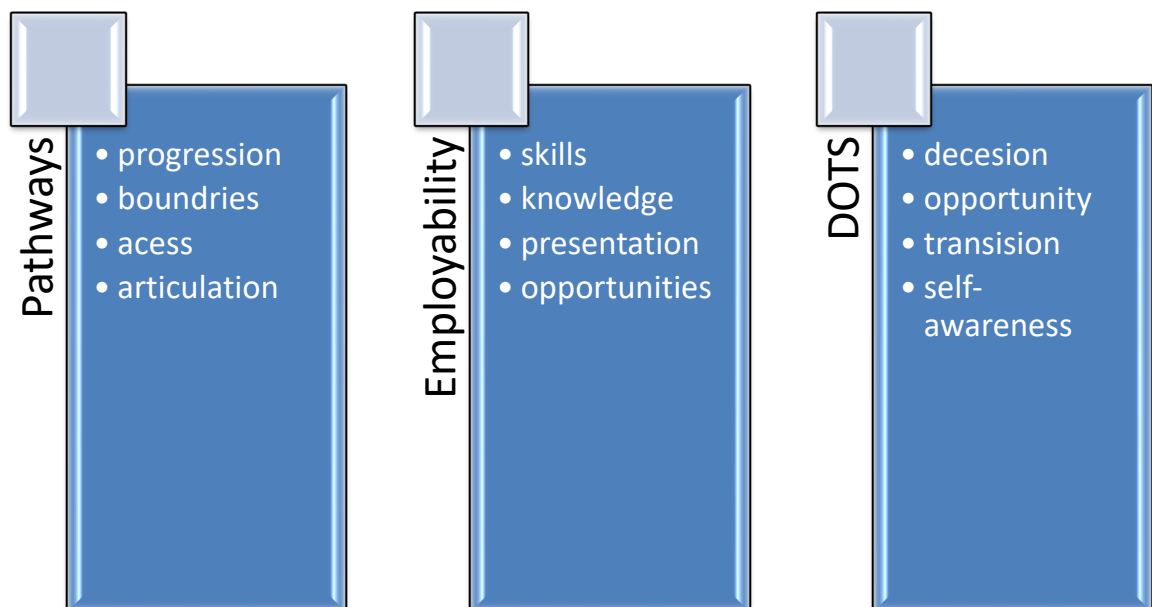 Pathways
• progression
• boundries
• acess
• articulation
Employability
• skills
• knowledge
• presentation
• opportunities
DOTS
• decesion
• opportunity
• transision
• self-
awareness